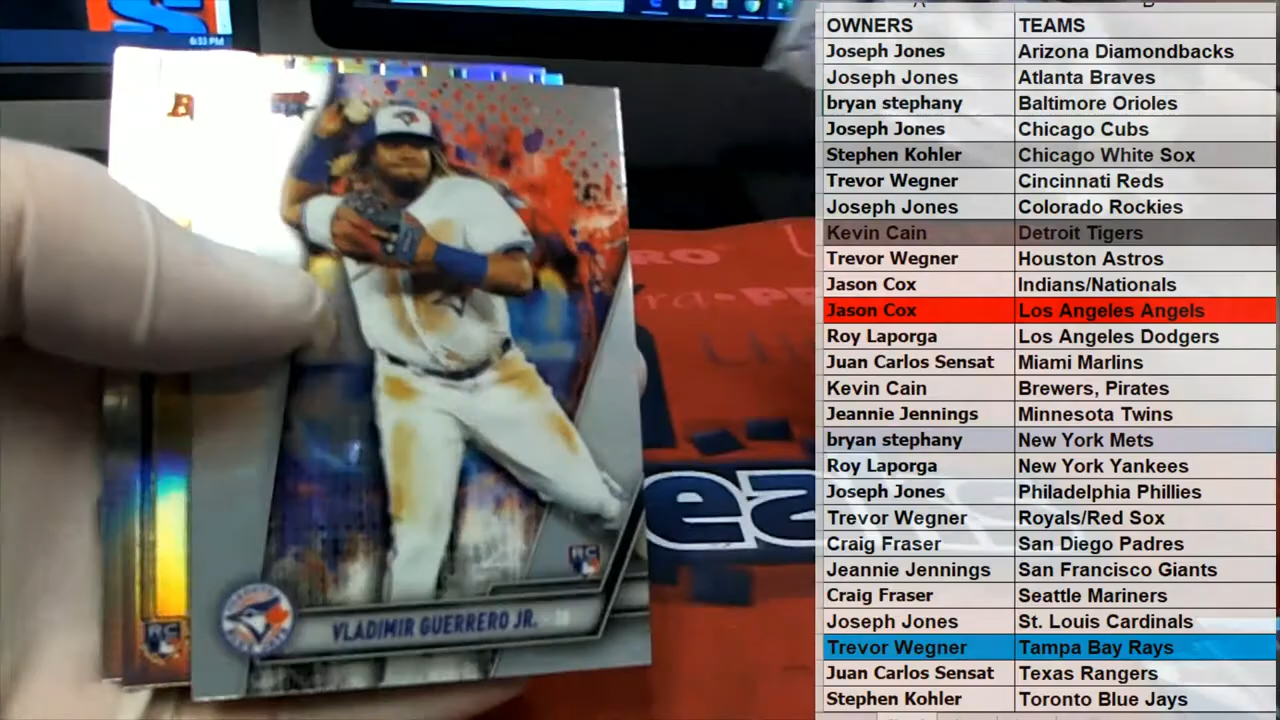 6:33 PM
B
RC
RC
VLADIMIR GUERRERO JR.
es
OWNERS TEAMS
Joseph Jones Arizona Diamondbacks
Joseph Jones Atlanta Braves
bryan stephany Baltimore Orioles
Joseph Jones Chicago Cubs
Stephen Kohler Chicago White Sox
Trevor Wegner Cincinnati Reds
Joseph Jones Colorado Rockies
Kevin Cain Detroit Tigers
Trevor Wegner Houston Astros
Jason Cox Indians/Nationals
Jason Cox Los Angeles Angels
Roy Laporga Los Angeles Dodgers
Juan Carlos Sensat Miami Marlins
Kevin Cain Brewers, Pirates
Jeannie Jennings Minnesota Twins
bryan stephany New York Mets
Roy Laporga New York Yankees
Joseph Jones Philadelphia Phillies
Trevor Wegner Royals/Red Sox
Craig Fraser San Diego Padres
Jeannie Jennings San Francisco Giants
Craig Fraser Seattle Mariners
Joseph Jones St. Louis Cardinals
Trevor Wegner Tampa Bay Rays
Juan Carlos Sensat Texas Rangers
Stephen Kohler Toronto Blue Jays